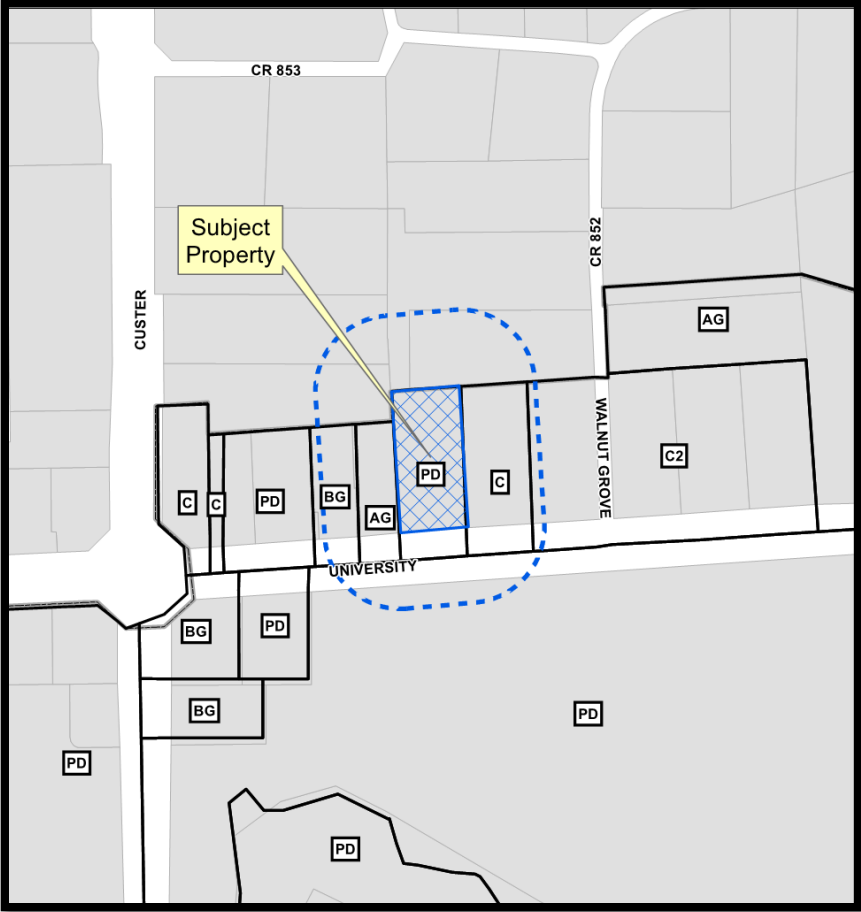 CR 853
Subject
Property
CR 852
CUSTER
AG
WALNUT GROVE
C2
PD
C
BG
PD
C
C
AG
UNIVERSITY
BG
PD
BG
PD
PD
PD